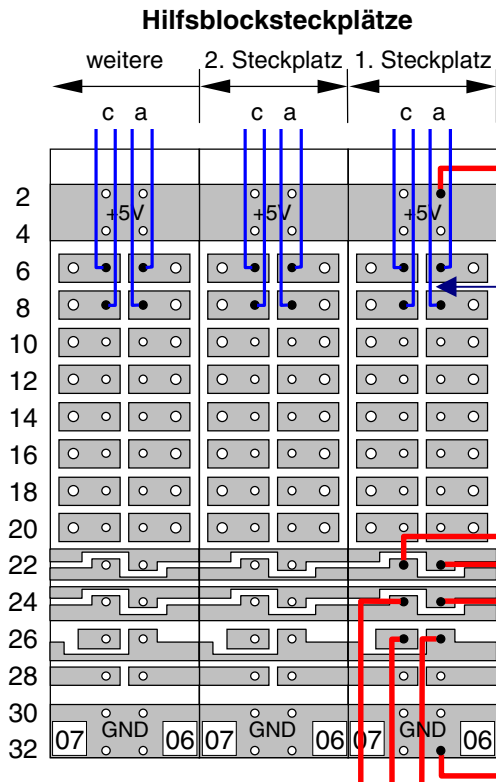 Hilfsblocksteckplätze
weitere 2. Steckplatz 1. Steckplatz
c a c a
2
+5V +5V +5V
4
6
8
10
12
14
16
18
20
22
24
26
28
30
GND GND GND
07 06 07 06 07 06
32